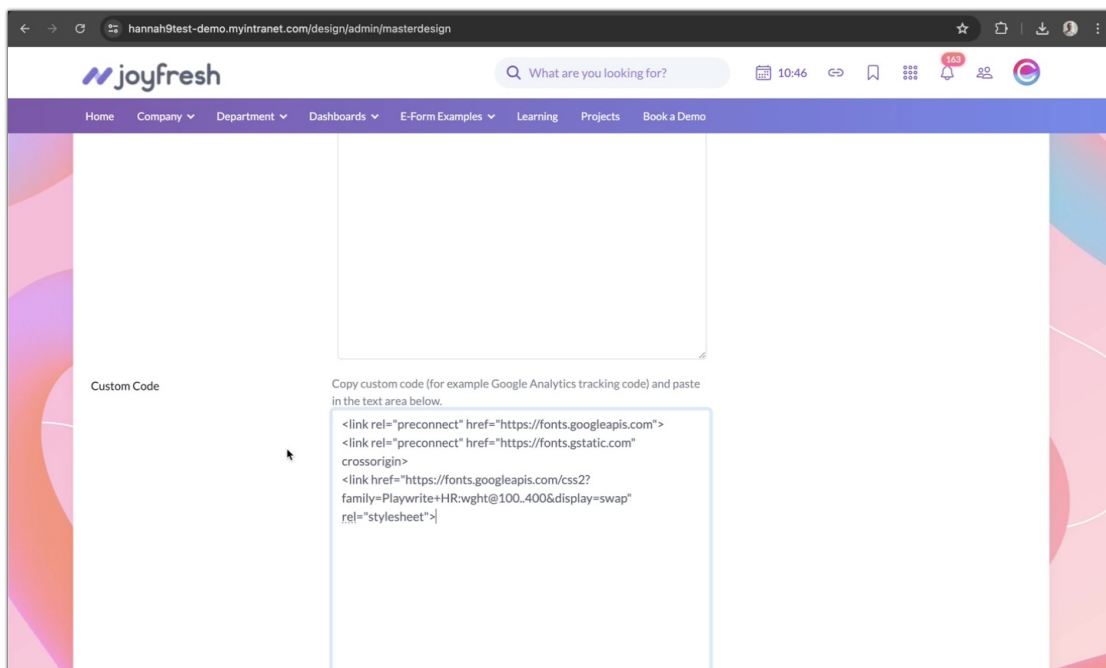 hannah9test-demo.myintranet.com/design/admin/masterdesign
joyfresh
What are you looking for?
10:46
163
Home Company Department Dashboards E-Form Examples Learning Projects Book a Demo
Custom Code
Copy custom code (for example Google Analytics tracking code) and paste
in the text area below.
<link rel="preconnect" href="https://fonts.googleapis.com">
<link rel="preconnect" href="https://fonts.gstatic.com"
crossorigin>
<link href="https://fonts.googleapis.com/css2?
family=Playwrite+HR:wght@100..400&display=swap"
rel="stylesheet">